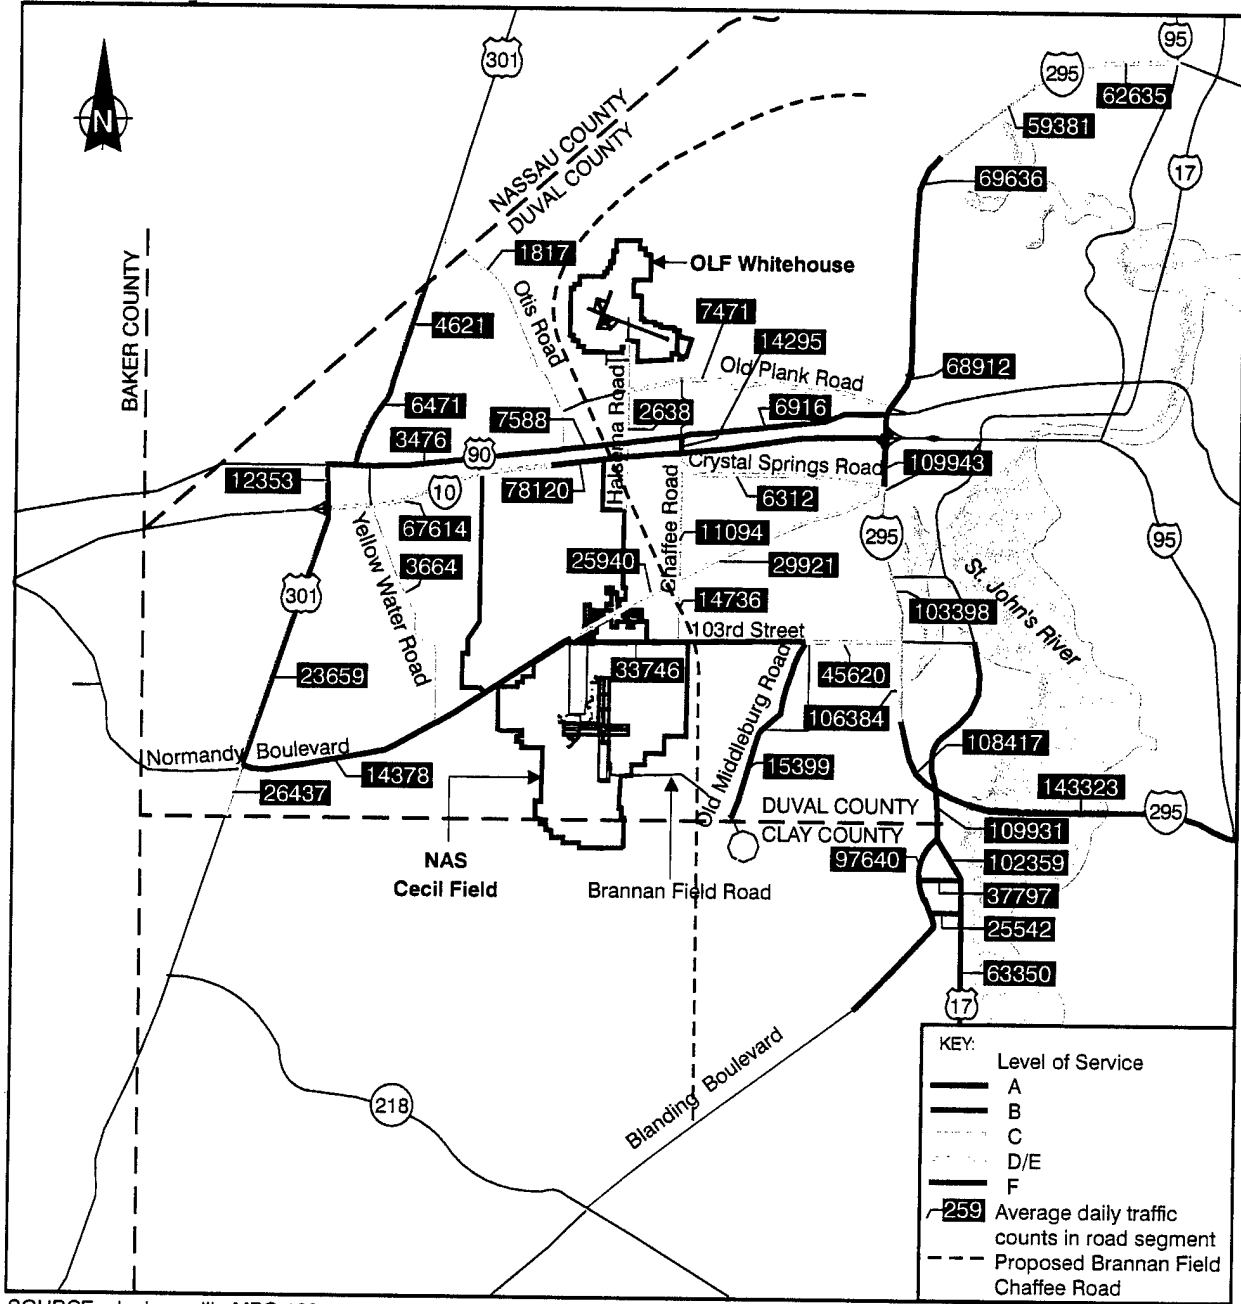 301
95
295
62635
59381
17
N
NASSAU COUNTY
DUVAL COUNTY
69636
1817
OLF Whitehouse
BAKER COUNTY
Otis Road
4621
7471
14295
Old Plank Road
68912
6471
7588
2638
6916
3476
90
Halsema Road
Crystal Springs Road
109943
12353
10
78120
6312
67614
Chaffee Road
11094
295
95
Yellow Water Road
3664
25940
29921
301
14736
St. John's River
103398
103rd Street
23659
33746
45620
106384
Old Middleburg Road
Normandy Boulevard
108417
14378
15399
26437
143323
DUVAL COUNTY
295
CLAY COUNTY
109931
NAS
Cecil Field
97640
102359
Brannan Field Road
37797
25542
63350
17
Blanding Boulevard
218
KEY:
Level of Service
A
B
C
D/E
F
259 Average daily traffic
counts in road segment
Proposed Brannan Field
Chaffee Road